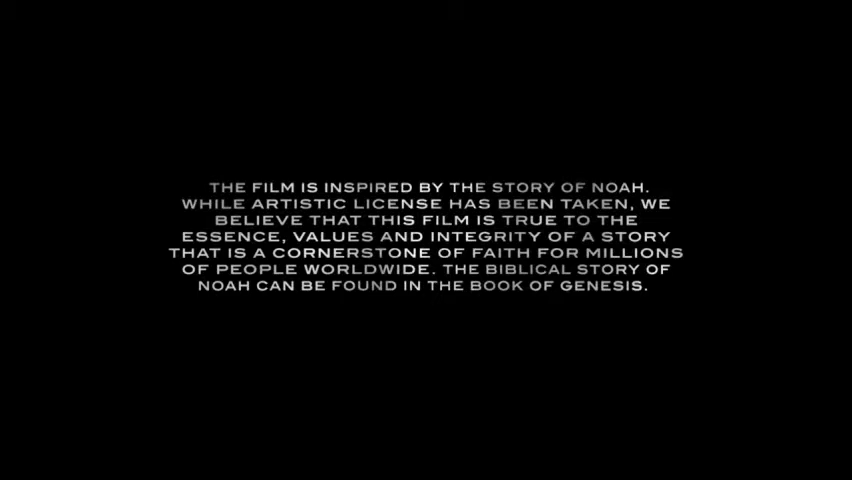 THE FILM IS INSPIRED BY THE STORY OF NOAH.
WHILE ARTISTIC LICENSE HAS BEEN TAKEN, WE
BELIEVE THAT THIS FILM IS TRUE TO THE
ESSENCE, VALUES AND INTEGRITY OF A STORY
THAT IS A CORNERSTONE OF FAITH FOR MILLIONS
OF PEOPLE WORLDWIDE. THE BIBLICAL STORY OF
NOAH CAN BE FOUND IN THE BOOK OF GENESIS.